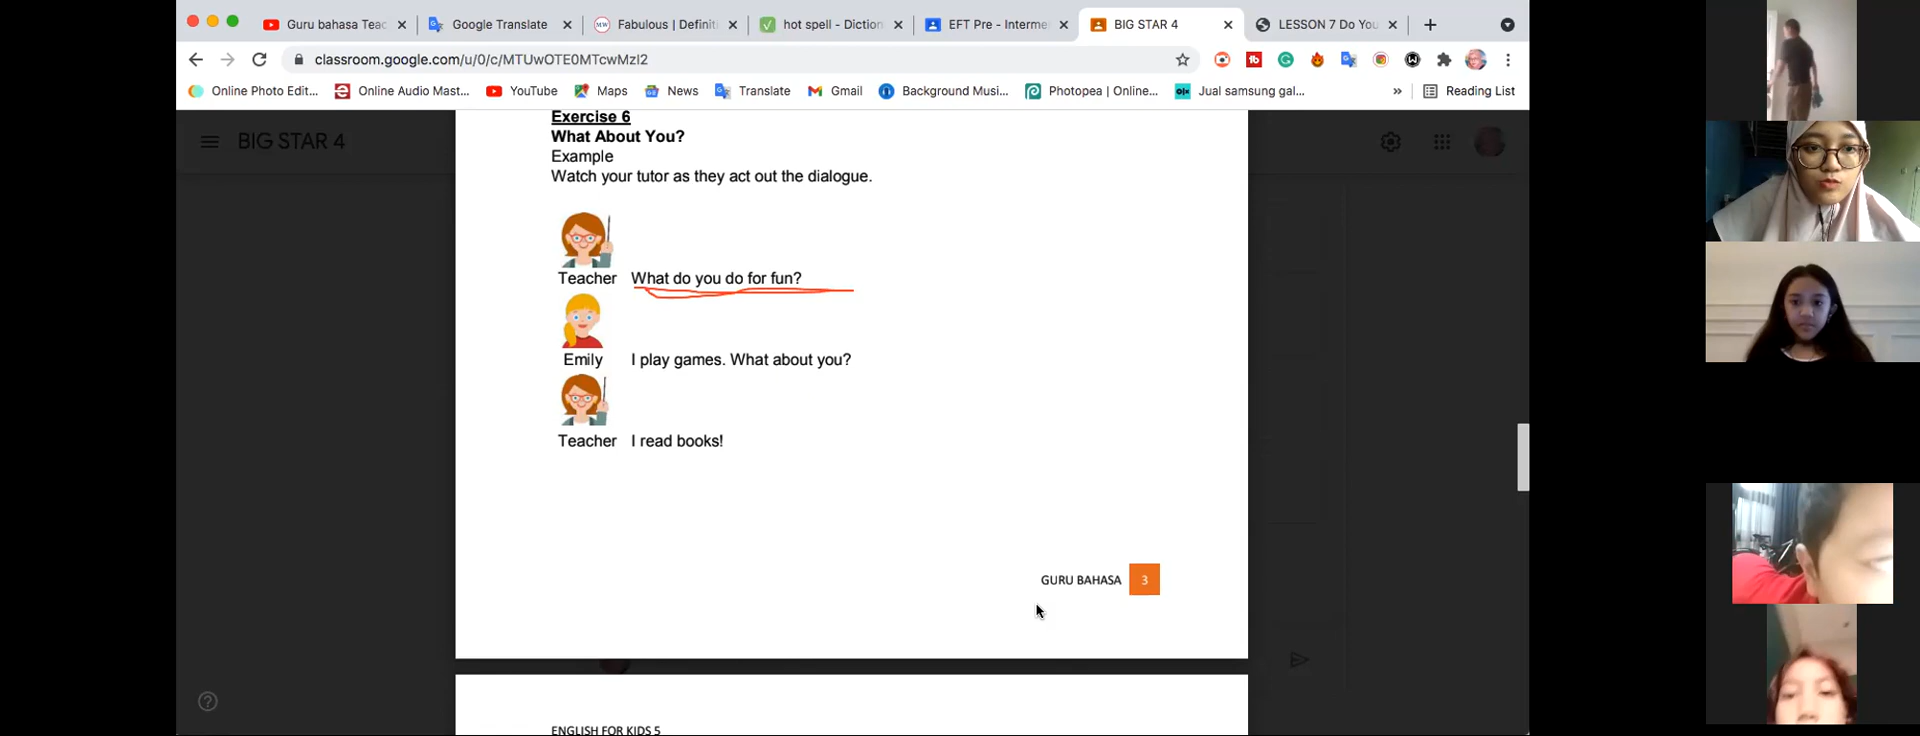 Guru bahasa Teac
Google Translate
Fabulous | Definiti
hot spell - Diction
EFT Pre - Interme
BIG STAR 4
LESSON 7 Do You
classroom.google.com/u/0/c/MTUwOTE0MTcwMzI2
Online Photo Edit...
Online Audio Mast...
YouTube
Maps
News
Translate
Gmail
Background Musi...
Photopea | Online...
Jual samsung gal...
»
Reading List
BIG STAR 4
Exercise 6
What About You?
Example
Watch your tutor as they act out the dialogue.
Teacher What do you do for fun?
Emily I play games. What about you?
Teacher I read books!
GURU BAHASA 3
ENGLISH FOR KIDS 5